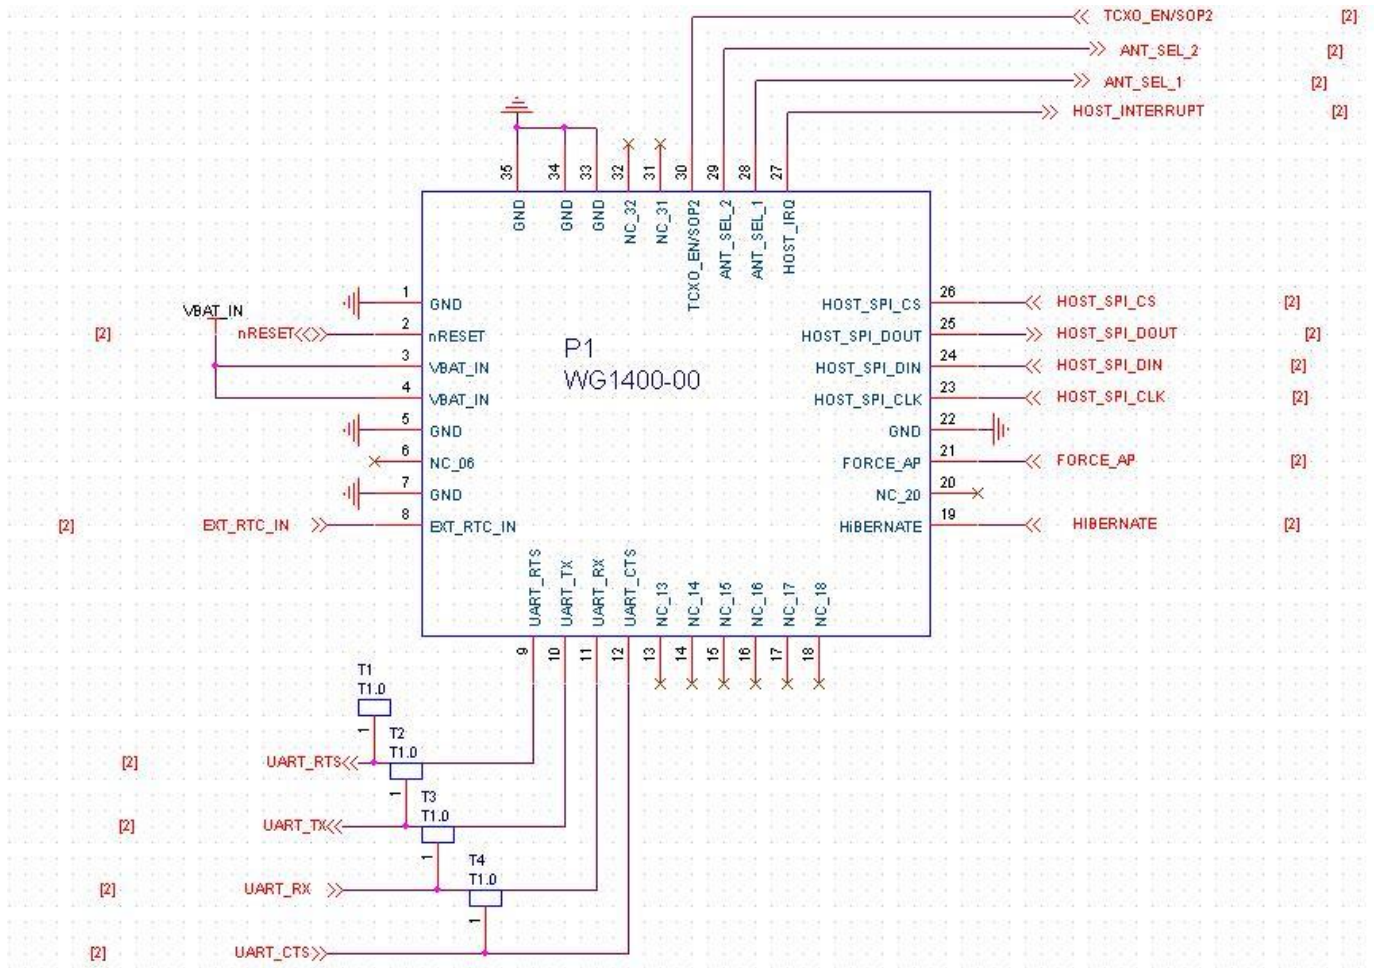 TCXO_EN/SOP2 [2]
ANT_SEL_2 [2]
ANT_SEL_1 [2]
HOST_INTERRUPT [2]
35 34 33 32 31 30 29 28 27
GND GND GND NC_32 NC_31 TCXO_EN/SOP2 ANT_SEL_2 ANT_SEL_1 HOST_IRQ
1 GND
VBAT_IN
[2] nRESET 2 nRESET
3 VBAT_IN
4 VBAT_IN
5 GND
6 NC_06
7 GND
[2] EXT_RTC_IN 8 EXT_RTC_IN
P1
WG1400-00
HOST_SPI_CS 26 HOST_SPI_CS [2]
HOST_SPI_DOUT 25 HOST_SPI_DOUT [2]
HOST_SPI_DIN 24 HOST_SPI_DIN [2]
HOST_SPI_CLK 23 HOST_SPI_CLK [2]
GND 22
FORCE_AP 21 FORCE_AP [2]
NC_20 20
HiBERNATE 19 HIBERNATE [2]
UART_RTS UART_TX UART_RX UART_CTS NC_13 NC_14 NC_15 NC_16 NC_17 NC_18
9 10 11 12 13 14 15 16 17 18
T1
T1.0
1
[2] UART_RTS
T2
T1.0
1
[2] UART_TX
T3
T1.0
1
[2] UART_RX
T4
T1.0
1
[2] UART_CTS